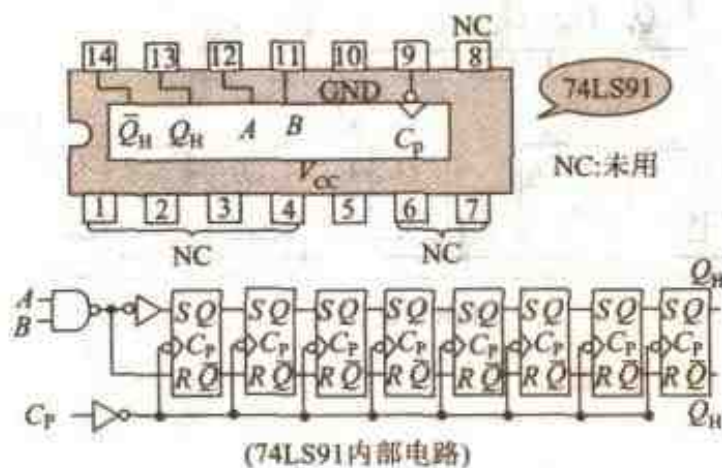 NC
14 13 12 11 10 9 8
GND
74LS91
Q̄H QH A B CP
VCC
NC:未用
1 2 3 4 5 6 7
NC NC
QH
A
B
SQ SQ SQ SQ SQ SQ SQ SQ
CP CP CP CP CP CP CP CP
RQ̄ RQ̄ RQ̄ RQ̄ RQ̄ RQ̄ RQ̄ RQ̄
CP
QH
(74LS91内部电路)